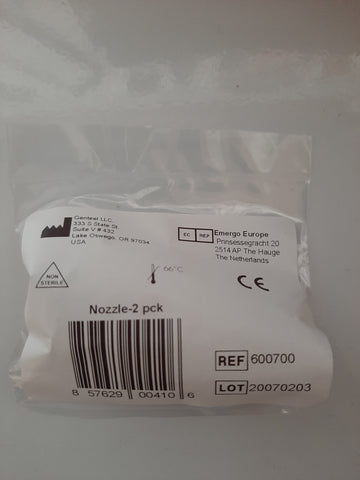 Genteel LLC.
333 S State St.
Suite V # 432
Lake Oswego, OR 97034
USA
EC REP
Emergo Europe
Prinsessegracht 20
2514 AP The Hauge
The Netherlands
NON
STERILE
66°C
CE
Nozzle-2 pck
8 57629 00410 6
REF 600700
LOT 20070203